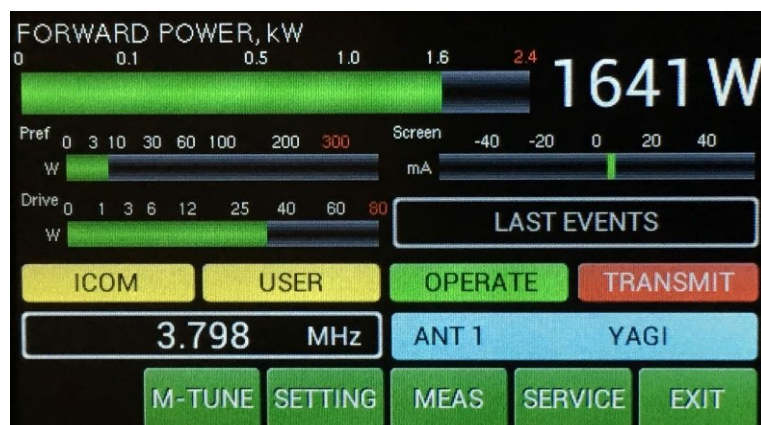 FORWARD POWER, kW
0 0.1 0.5 1.0 1.6 2.4
1641 W
Pref 0 3 10 30 60 100 200 300
W
Screen -40 -20 0 20 40
mA
Drive 0 1 3 6 12 25 40 60 80
W
LAST EVENTS
ICOM USER OPERATE TRANSMIT
3.798 MHz ANT 1 YAGI
M-TUNE SETTING MEAS SERVICE EXIT